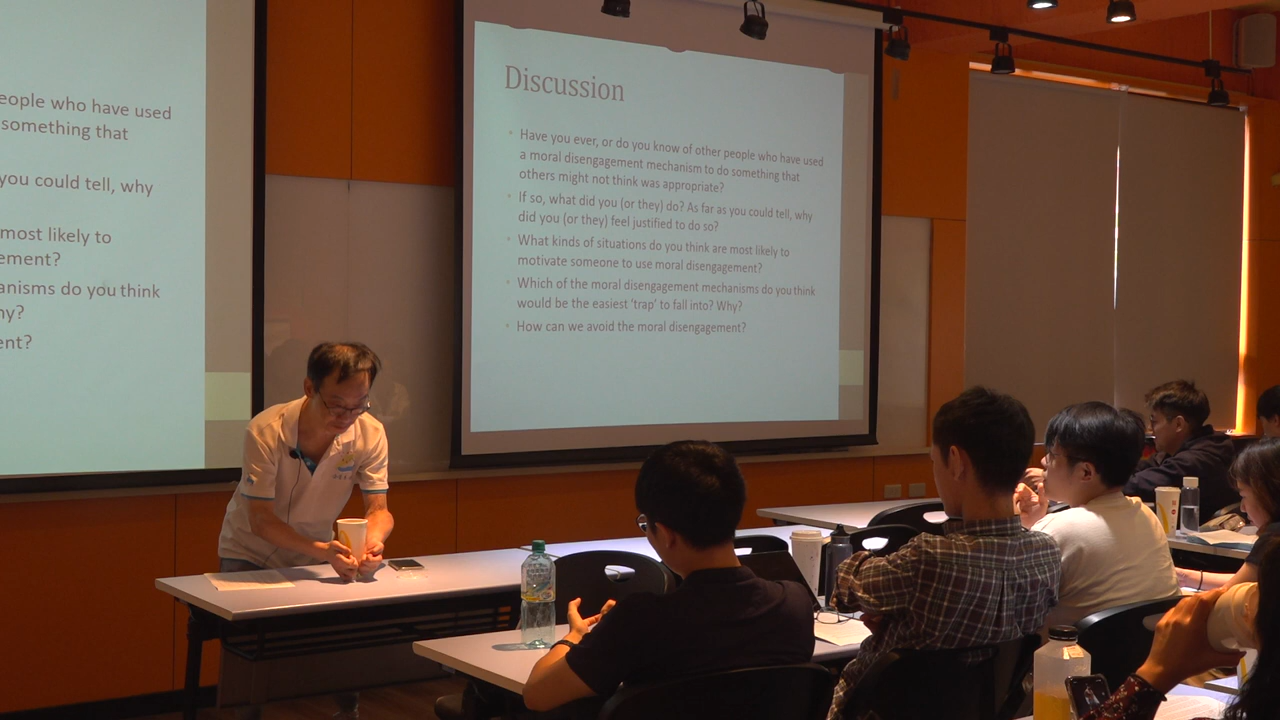 eople who have used
something that
you could tell, why
most likely to
ement?
anisms do you think
hy?
ent?
Discussion
• Have you ever, or do you know of other people who have used
a moral disengagement mechanism to do something that
others might not think was appropriate?
• If so, what did you (or they) do? As far as you could tell, why
did you (or they) feel justified to do so?
• What kinds of situations do you think are most likely to
motivate someone to use moral disengagement?
• Which of the moral disengagement mechanisms do you think
would be the easiest 'trap' to fall into? Why?
• How can we avoid the moral disengagement?